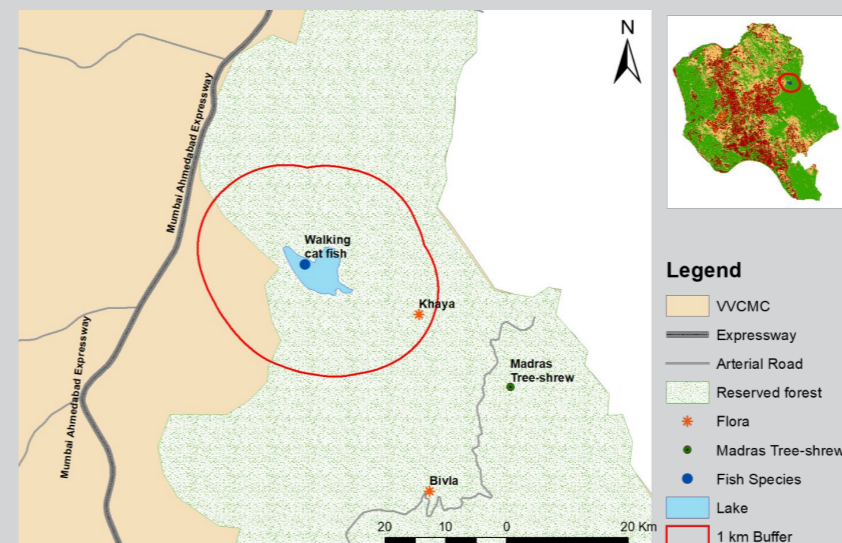 N
Mumbai Ahmedabad Expressway
Walking
cat fish
Khaya
Madras
Tree-shrew
Mumbai Ahmedabad Expressway
Bivla
20 10 0 20 Km
Legend
VVCMC
Expressway
Arterial Road
Reserved forest
Flora
Madras Tree-shrew
Fish Species
Lake
1 km Buffer